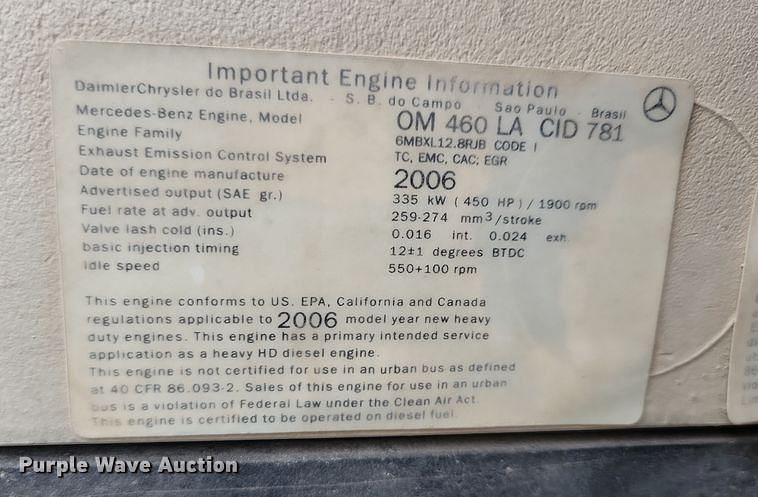 Important Engine Information
DaimlerChrysler do Brasil Ltda. - S. B. do Campo - Sao Paulo - Brasil
Mercedes-Benz Engine, Model OM 460 LA CID 781
Engine Family 6MBXL12.8RJB CODE I
Exhaust Emission Control System TC, EMC, CAC, EGR
Date of engine manufacture 2006
Advertised output (SAE gr.) 335 kW ( 450 HP ) / 1900 rpm
Fuel rate at adv. output 259-274 mm³/stroke
Valve lash cold (ins.) 0.016 int. 0.024 exh.
basic injection timing 12±1 degrees BTDC
idle speed 550+100 rpm
This engine conforms to US. EPA, California and Canada
regulations applicable to 2006 model year new heavy
duty engines. This engine has a primary intended service
application as a heavy HD diesel engine.
This engine is not certified for use in an urban bus as defined
at 40 CFR 86.093-2. Sales of this engine for use in an urban
bus is a violation of Federal Law under the Clean Air Act.
This engine is certified to be operated on diesel fuel.
Purple Wave Auction